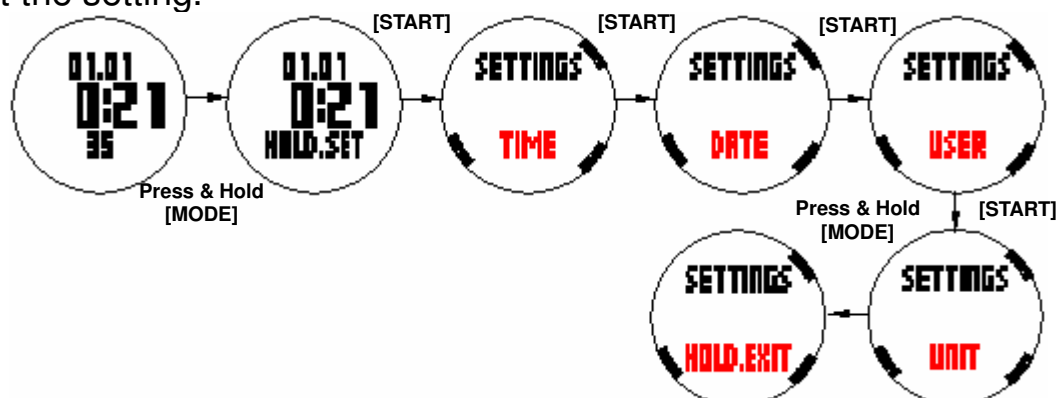 t the setting.
[START]
[START]
[START]
01.01
0:21
35
01.01
0:21
HOLD.SET
SETTINGS
TIME
SETTINGS
DATE
SETTINGS
USER
Press & Hold
[MODE]
Press & Hold
[MODE]
[START]
SETTINGS
HOLD.EXIT
SETTINGS
UNIT